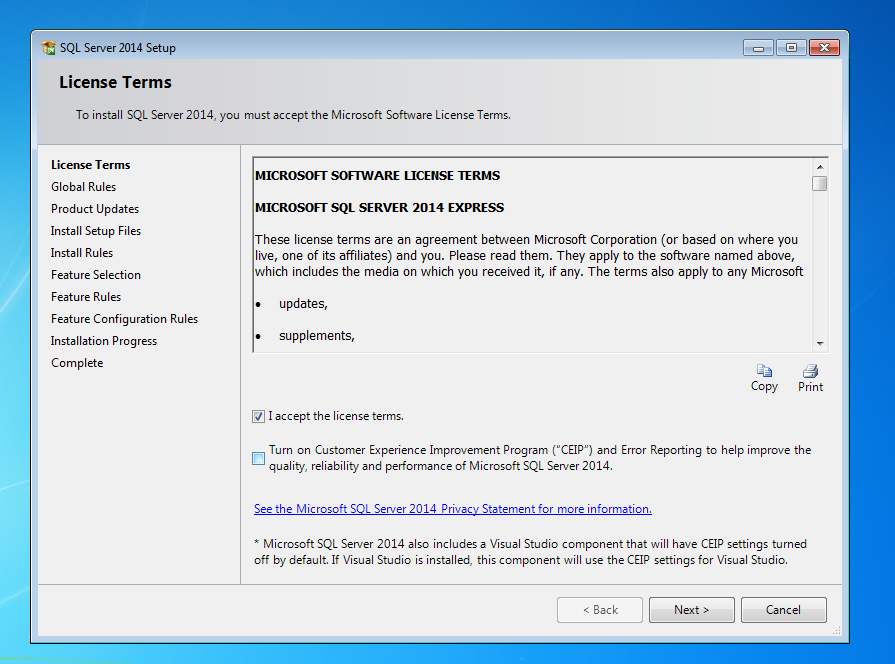 SQL Server 2014 Setup
License Terms
To install SQL Server 2014, you must accept the Microsoft Software License Terms.
License Terms
Global Rules
Product Updates
Install Setup Files
Install Rules
Feature Selection
Feature Rules
Feature Configuration Rules
Installation Progress
Complete
MICROSOFT SOFTWARE LICENSE TERMS
MICROSOFT SQL SERVER 2014 EXPRESS
These license terms are an agreement between Microsoft Corporation (or based on where you
live, one of its affiliates) and you. Please read them. They apply to the software named above,
which includes the media on which you received it, if any. The terms also apply to any Microsoft
• updates,
• supplements,
Copy
Print
I accept the license terms.
Turn on Customer Experience Improvement Program ("CEIP") and Error Reporting to help improve the
quality, reliability and performance of Microsoft SQL Server 2014.
See the Microsoft SQL Server 2014 Privacy Statement for more information.
* Microsoft SQL Server 2014 also includes a Visual Studio component that will have CEIP settings turned
off by default. If Visual Studio is installed, this component will use the CEIP settings for Visual Studio.
< Back
Next >
Cancel